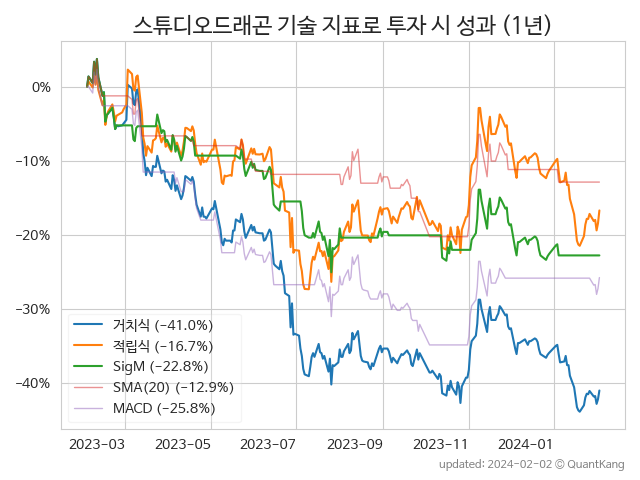 스튜디오드래곤 기술 지표로 투자 시 성과 (1년)
0%
−10%
−20%
−30%
−40%
거치식 (−41.0%)
적립식 (−16.7%)
SigM (−22.8%)
SMA(20) (−12.9%)
MACD (−25.8%)
2023−03 2023−05 2023−07 2023−09 2023−11 2024−01
updated: 2024-02-02 © QuantKang